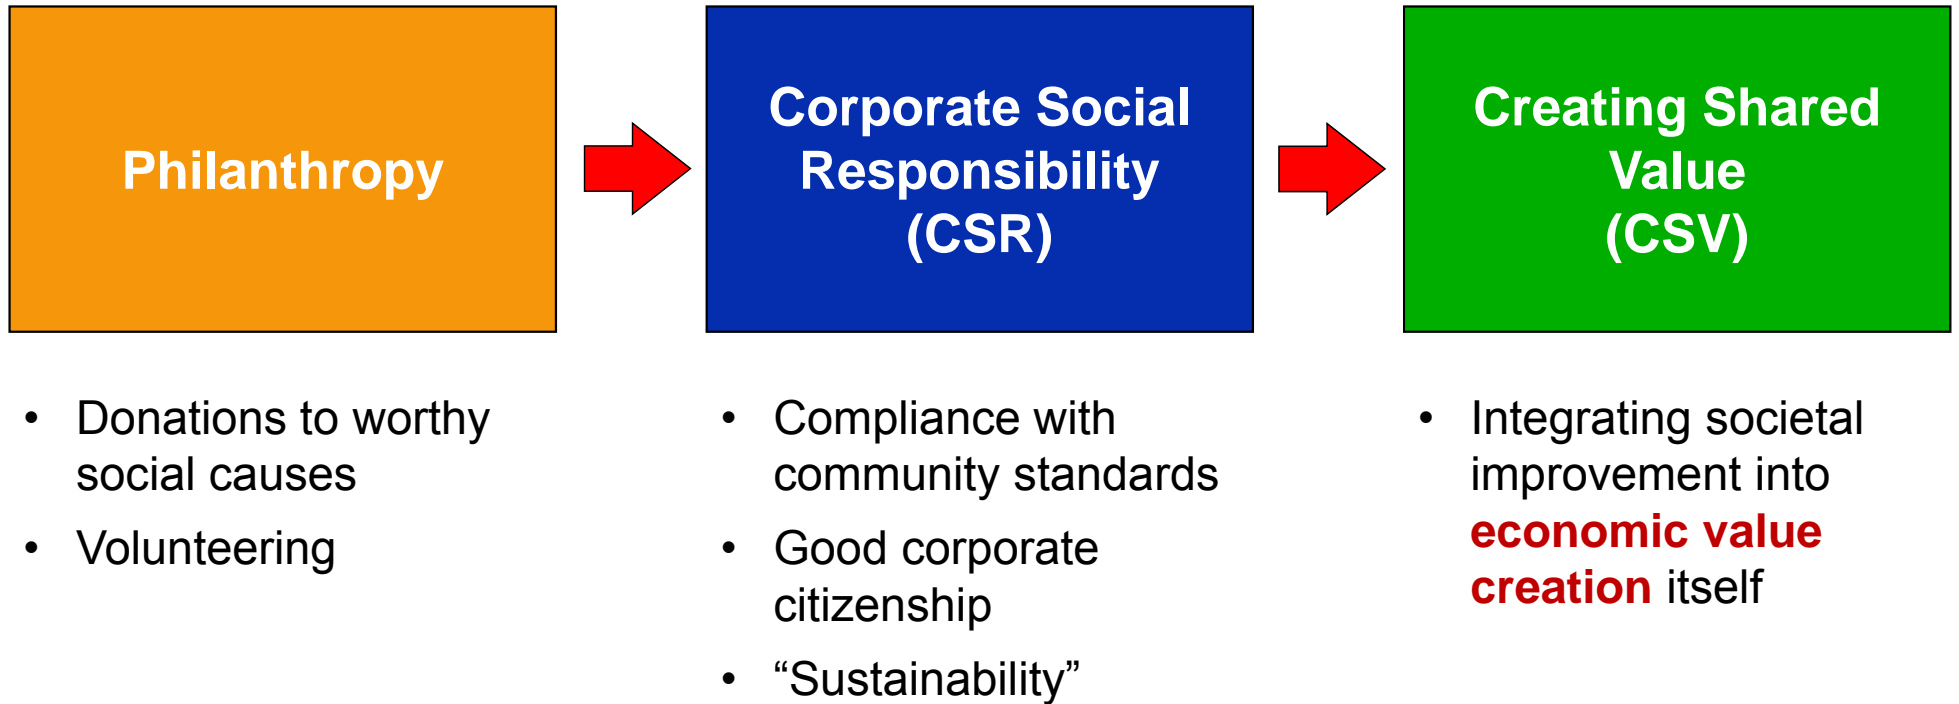 Philanthropy
Corporate Social
Responsibility
(CSR)
Creating Shared
Value
(CSV)
• Donations to worthy
social causes
• Volunteering
• Compliance with
community standards
• Good corporate
citizenship
• “Sustainability”
• Integrating societal
improvement into
economic value
creation itself